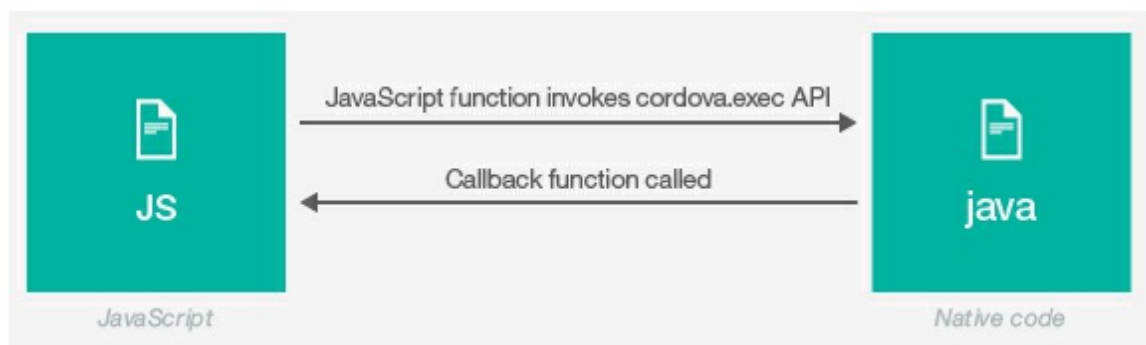 JavaScript function invokes cordova.exec API
Callback function called
JS
java
JavaScript
Native code